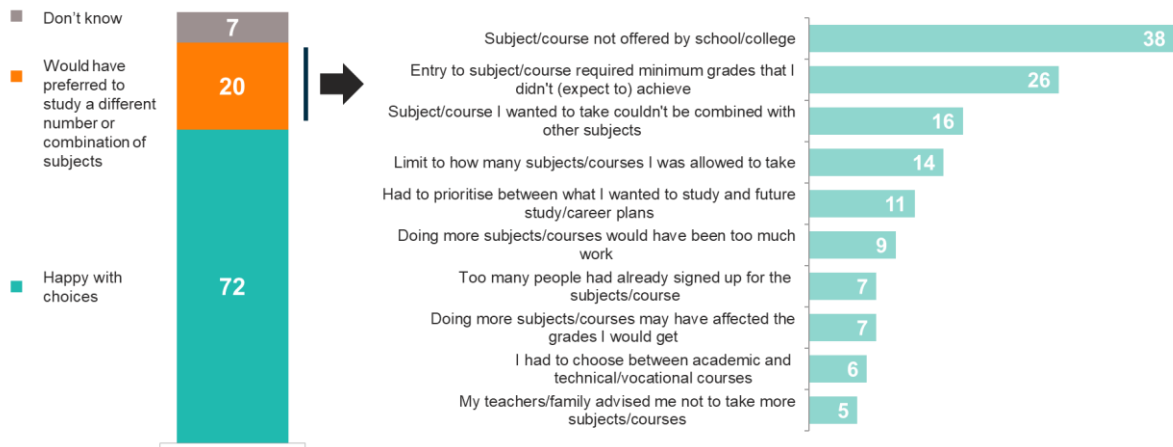 Don't know
Would have
preferred to
study a different
number or
combination of
subjects
Happy with
choices
7
20
72
Subject/course not offered by school/college
38
Entry to subject/course required minimum grades that I
didn't (expect to) achieve
26
Subject/course I wanted to take couldn't be combined with
other subjects
16
Limit to how many subjects/courses I was allowed to take
14
Had to prioritise between what I wanted to study and future
study/career plans
11
Doing more subjects/courses would have been too much
work
9
Too many people had already signed up for the
subjects/course
7
Doing more subjects/courses may have affected the
grades I would get
7
I had to choose between academic and
technical/vocational courses
6
My teachers/family advised me not to take more
subjects/courses
5